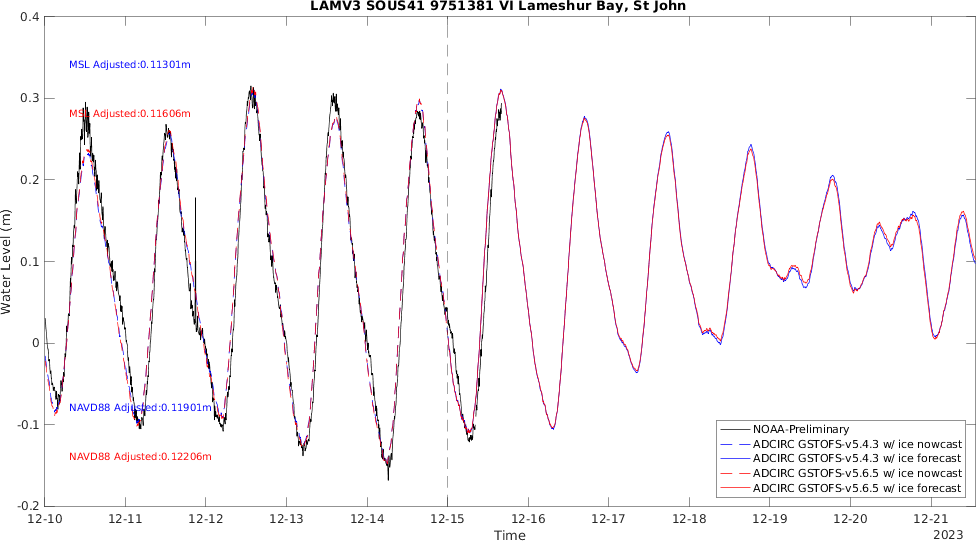 LAMV3 SOUS41 9751381 VI Lameshur Bay, St John
0.4
MSL Adjusted:0.11301m
0.3
MSL Adjusted:0.11606m
0.2
Water Level (m)
0.1
0
NAVD88 Adjusted:0.11901m
-0.1
NOAA-Preliminary
ADCIRC GSTOFS-v5.4.3 w/ ice nowcast
ADCIRC GSTOFS-v5.4.3 w/ ice forecast
NAVD88 Adjusted:0.12206m
ADCIRC GSTOFS-v5.6.5 w/ ice nowcast
ADCIRC GSTOFS-v5.6.5 w/ ice forecast
-0.2
12-10 12-11 12-12 12-13 12-14 12-15 12-16 12-17 12-18 12-19 12-20 12-21
Time
2023